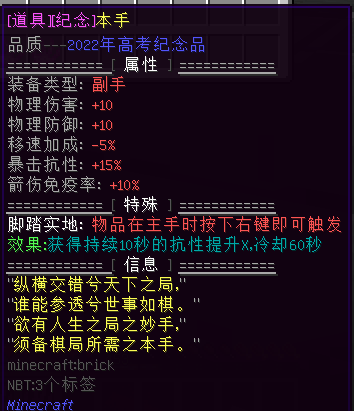 [道具][纪念]本手
品质---2022年高考纪念品
============[ 属性 ]============
装备类型: 副手
物理伤害: +10
物理防御: +10
移速加成: -5%
暴击抗性: +15%
箭伤免疫率: +10%
============[ 特殊 ]============
脚踏实地: 物品在主手时按下右键即可触发
效果:获得持续10秒的抗性提升X,冷却60秒
============[ 信息 ]============
"纵横交错兮天下之局,"
"谁能参透兮世事如棋。"
"欲有人生之局之妙手,"
"须备棋局所需之本手。"
minecraft:brick
NBT:3个标签
Minecraft